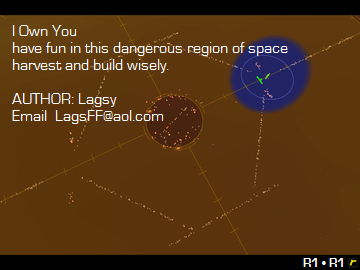 I Own You
have fun in this dangerous region of space
harvest and build wisely.
AUTHOR: Lagsy
Email  LagsFF@aol.com
R1•R1 r